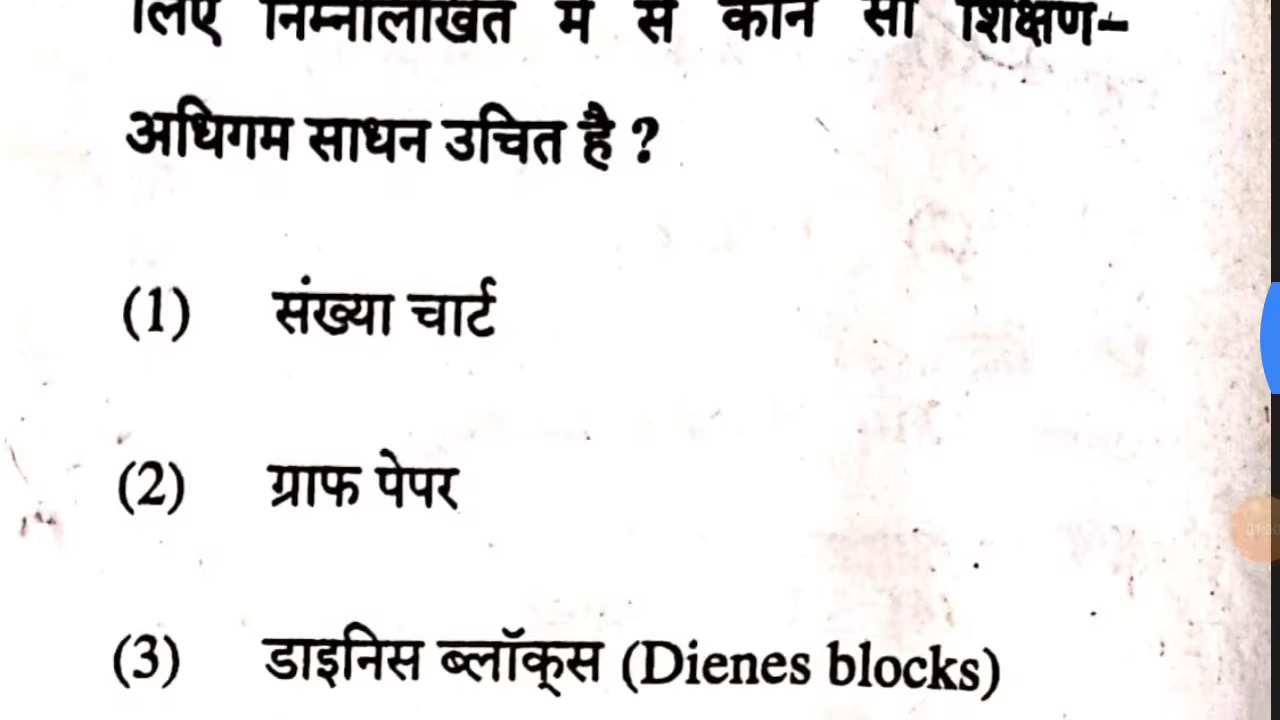 लिए निम्नलिखित में से कौन सा शिक्षण–
अधिगम साधन उचित है ?
(1) संख्या चार्ट
(2) ग्राफ पेपर
(3) डाइनिस ब्लॉक्स (Dienes blocks)